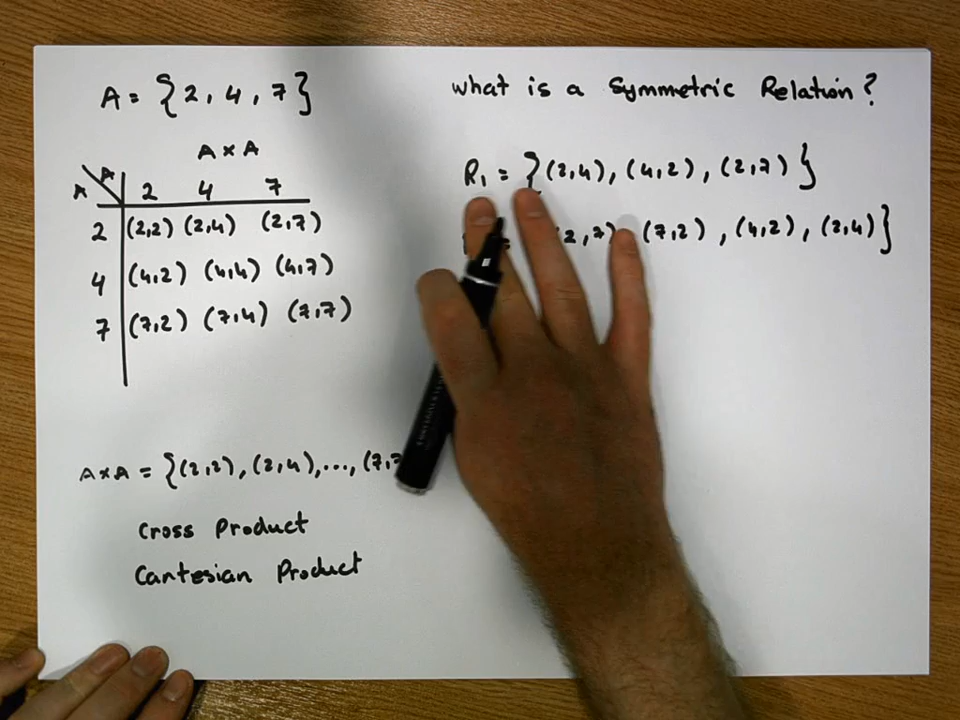 A = {2, 4, 7}
A x A
A A
2 4 7
2 (2,2) (2,4) (2,7)
4 (4,2) (4,4) (4,7)
7 (7,2) (7,4) (7,7)
AxA = {(2,2), (2,4), ..., (7,
Cross Product
Cartesian Product
what is a Symmetric Relation?
R1 = {(2,4), (4,2), (2,7)}
(7,2), (4,2), (2,4)}